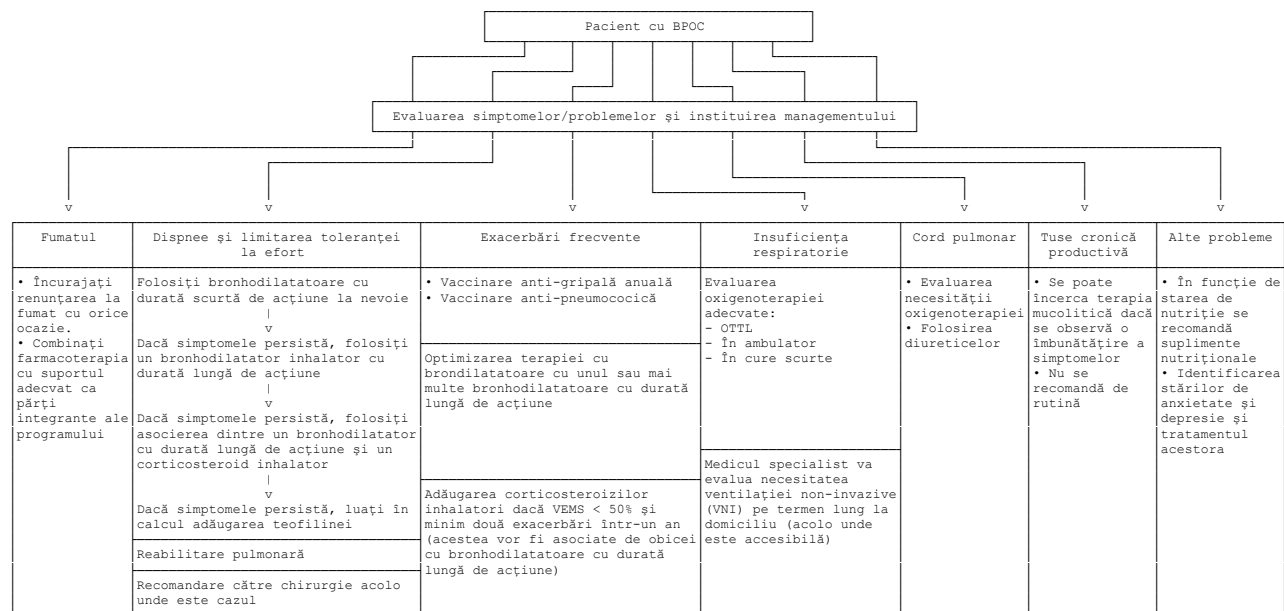 Pacient cu BPOC
Evaluarea simptomelor/problemelor şi instituirea managementului
v v v v v v v
Fumatul
• Încurajaţi
renunţarea la
fumat cu orice
ocazie.
• Combinaţi
farmacoterapia
cu suportul
adecvat ca
părţi
integrante ale
programului
Dispnee şi limitarea toleranţei
la efort
Folosiţi bronhodilatatoare cu
durată scurtă de acţiune la nevoie
|
v
Dacă simptomele persistă, folosiţi
un bronhodilatator inhalator cu
durată lungă de acţiune
|
v
Dacă simptomele persistă, folosiţi
asocierea dintre un bronhodilatator
cu durată lungă de acţiune şi un
corticosteroid inhalator
|
v
Dacă simptomele persistă, luaţi în
calcul adăugarea teofilinei
Reabilitare pulmonară
Recomandare către chirurgie acolo
unde este cazul
Exacerbări frecvente
• Vaccinare anti-gripală anuală
• Vaccinare anti-pneumococică
Optimizarea terapiei cu
brondilatatoare cu unul sau mai
multe bronhodilatatoare cu durată
lungă de acţiune
Adăugarea corticosteroizilor
inhalatori dacă VEMS < 50% şi
minim două exacerbări într-un an
(acestea vor fi asociate de obicei
cu bronhodilatatoare cu durată
lungă de acţiune)
Insuficienţa
respiratorie
Evaluarea
oxigenoterapiei
adecvate:
- OTTL
- În ambulator
- În cure scurte
Medicul specialist va
evalua necesitatea
ventilaţiei non-invazive
(VNI) pe termen lung la
domiciliu (acolo unde
este accesibilă)
Cord pulmonar
• Evaluarea
necesităţii
oxigenoterapiei
• Folosirea
diureticelor
Tuse cronică
productivă
• Se poate
încerca terapia
mucolitică dacă
se observă o
îmbunătăţire a
simptomelor
• Nu se
recomandă de
rutină
Alte probleme
• În funcţie de
starea de
nutriţie se
recomandă
suplimente
nutriţionale
• Identificarea
stărilor de
anxietate şi
depresie şi
tratamentul
acestora